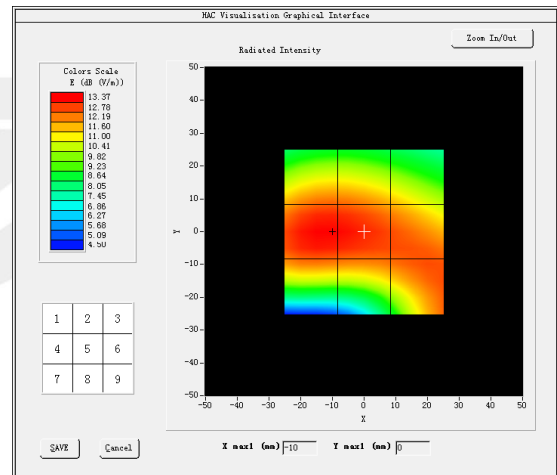 HAC Visualisation Graphical Interface
Zoom In/Out
Radiated Intensity
Colors Scale
E (dB (V/m))
13.37
12.78
12.19
11.60
11.00
10.41
9.82
9.23
8.64
8.05
7.45
6.86
6.27
5.68
5.09
4.50
50
40
30
20
10
0
-10
-20
-30
-40
-50
Y
-50 -40 -30 -20 -10 0 10 20 30 40 50
X
1 2 3
4 5 6
7 8 9
SAVE Cancel
X max1 (mm) -10 Y max1 (mm) 0